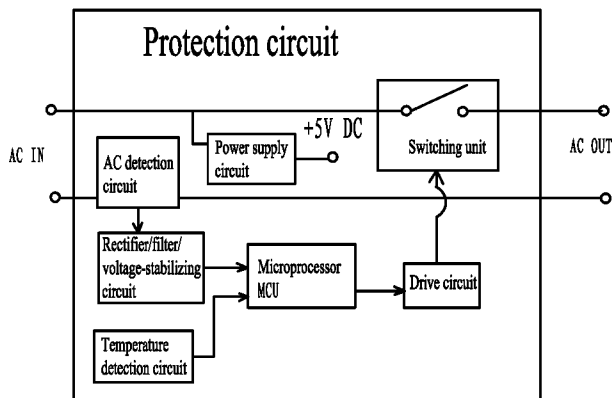 Protection circuit
+5V DC
AC IN
AC detection
circuit
Power supply
circuit
Switching unit
AC OUT
Rectifier/filter/
voltage-stabilizing
circuit
Microprocessor
MCU
Drive circuit
Temperature
detection circuit